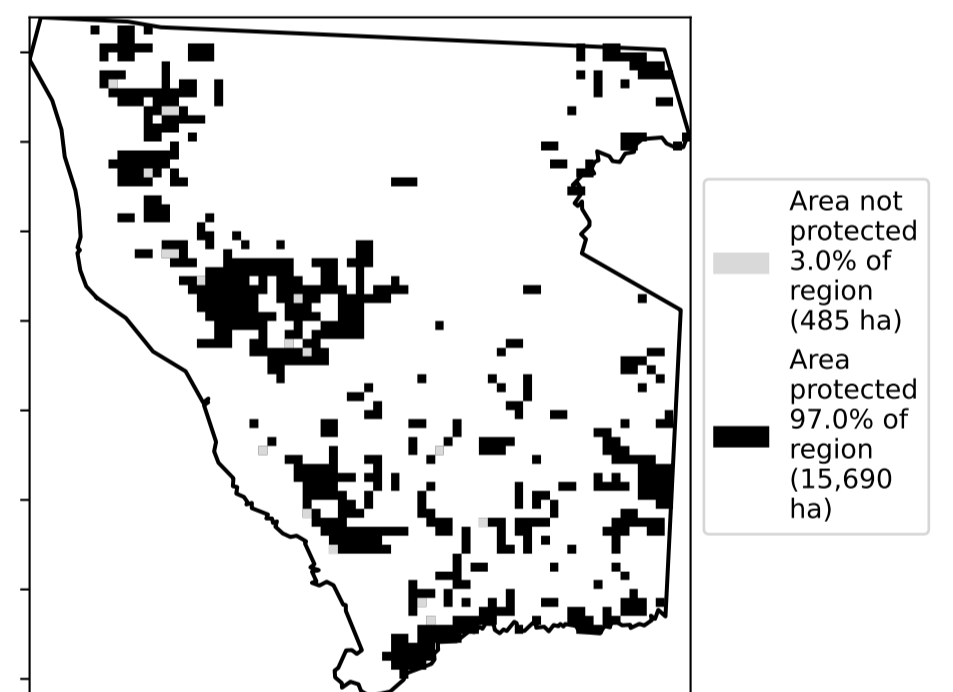 Area not
protected
3.0% of
region
(485 ha)
Area
protected
97.0% of
region
(15,690
ha)